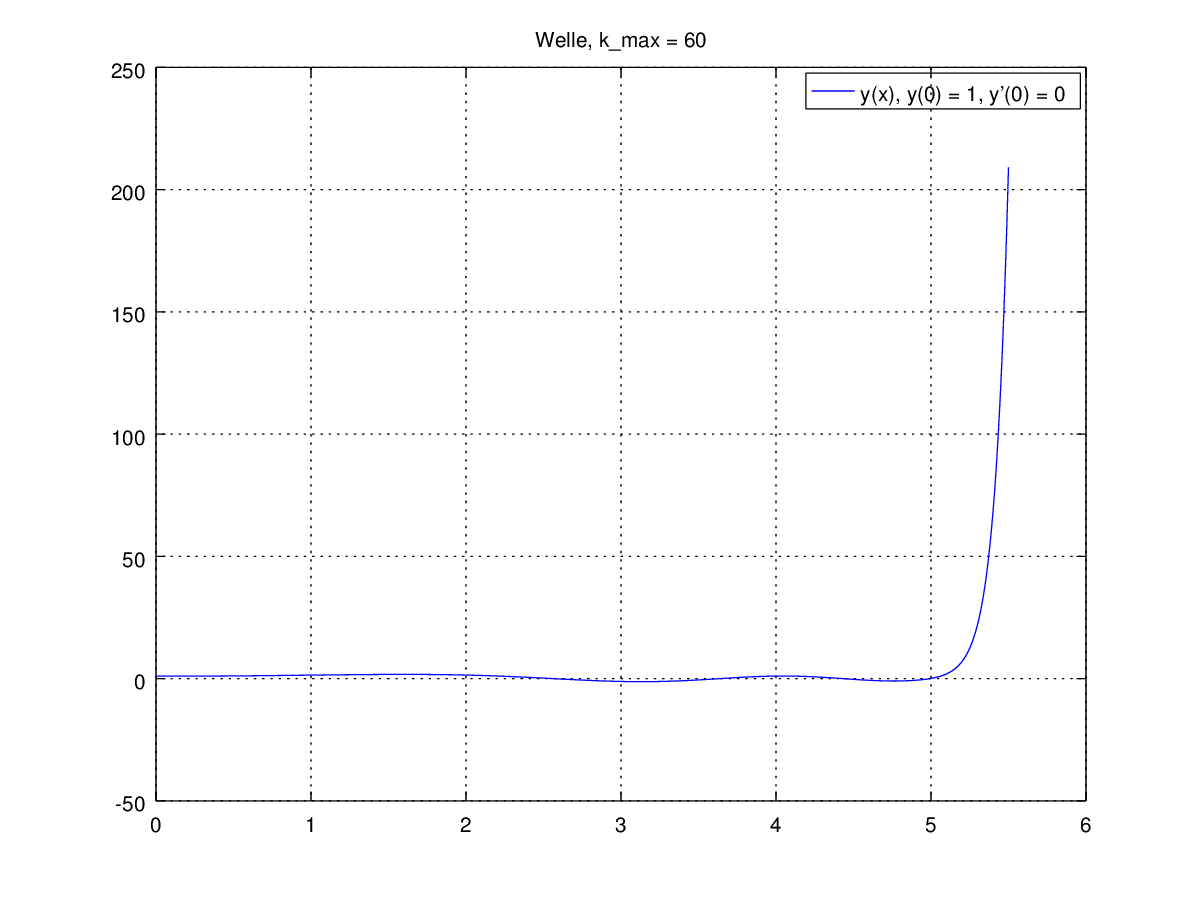 Welle, k_max = 60
y(x), y(0) = 1, y'(0) = 0
250
200
150
100
50
0
-50
0 1 2 3 4 5 6